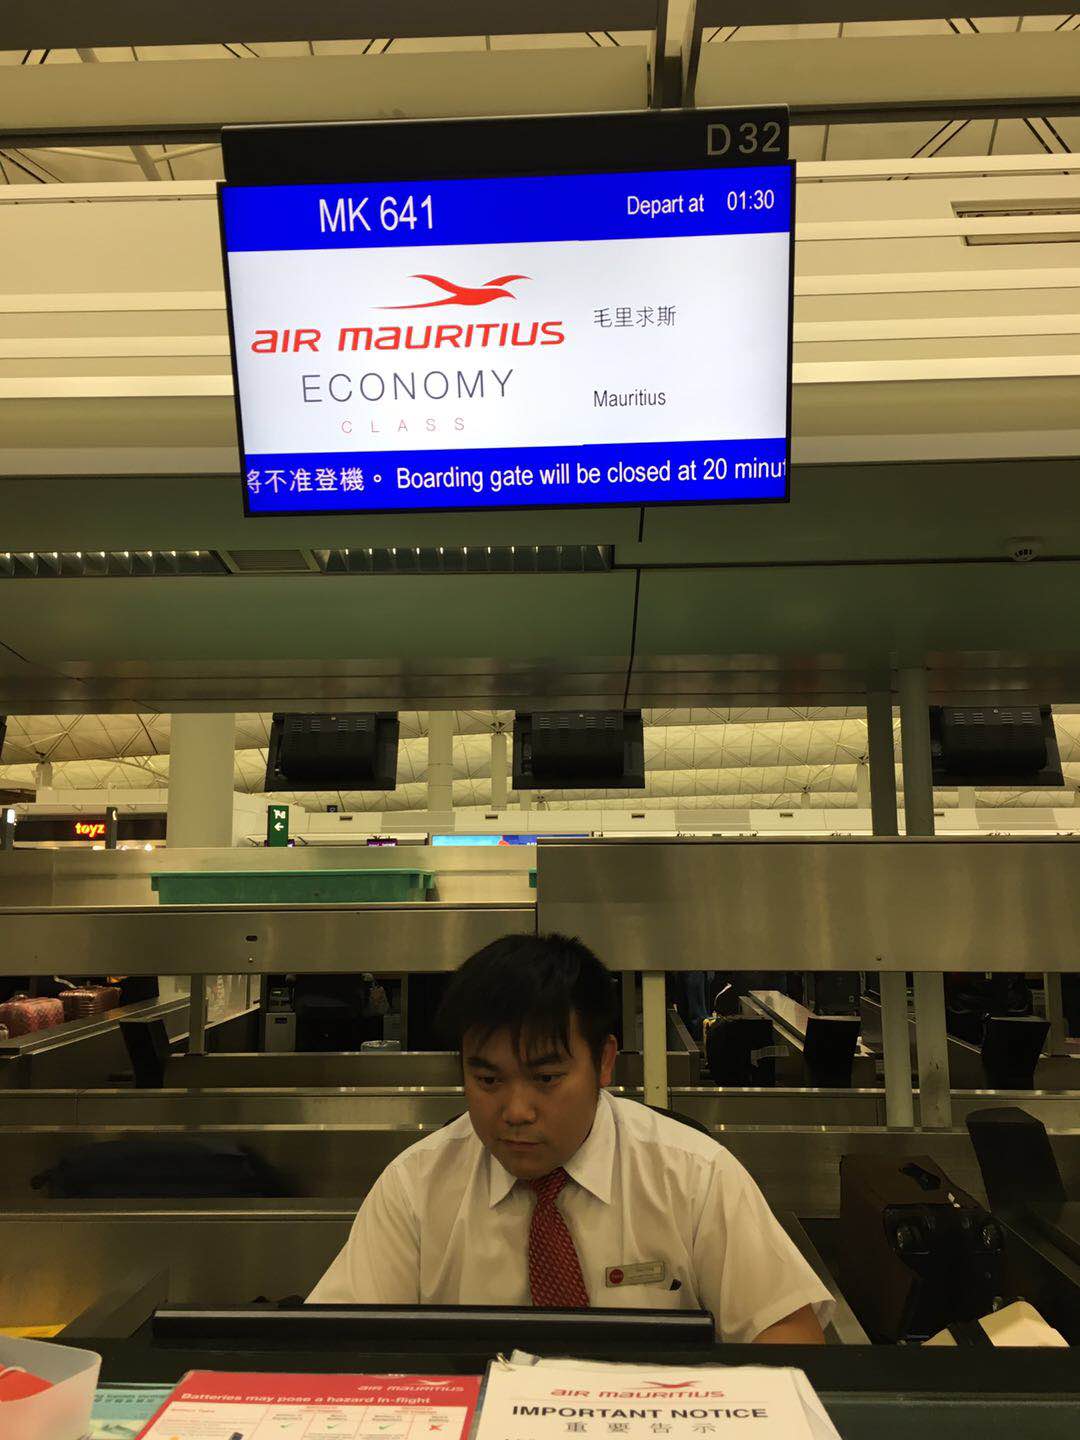 D32
MK 641
Depart at 01:30
AIR MAURITIUS
ECONOMY
CLASS
毛里求斯
Mauritius
將不准登機。 Boarding gate will be closed at 20 minut
toyz
AIR MAURITIUS
Batteries may pose a hazard in-flight
AIR MAURITIUS
IMPORTANT NOTICE
重要告示